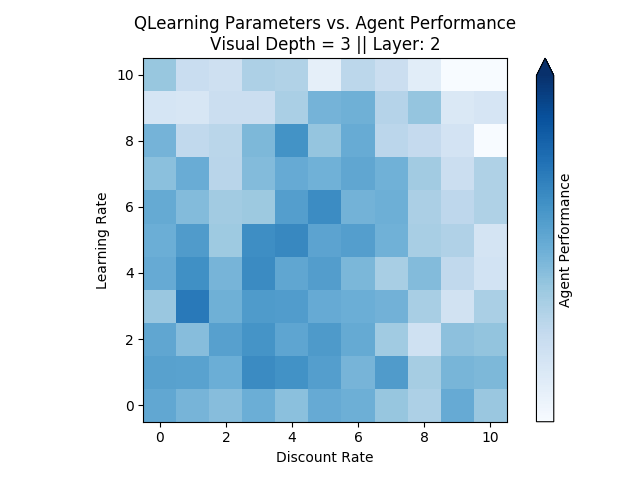 QLearning Parameters vs. Agent Performance
Visual Depth = 3 || Layer: 2
10
8
6
4
2
0
Learning Rate
0 2 4 6 8 10
Discount Rate
Agent Performance